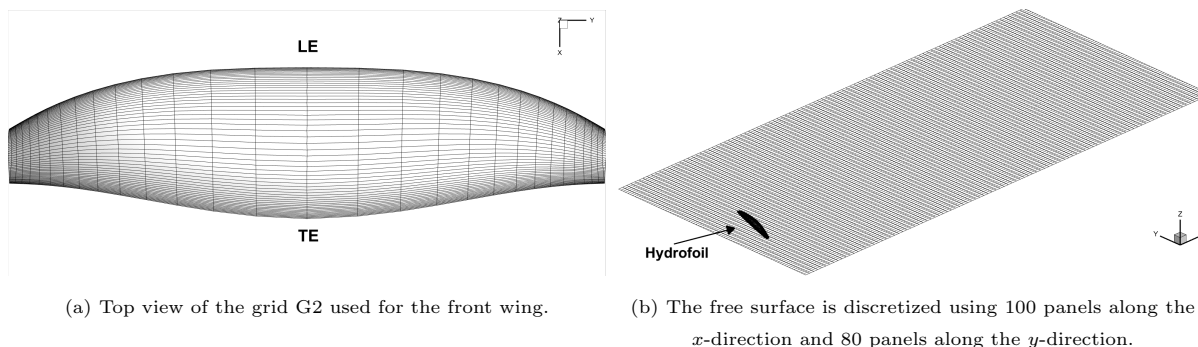 LE
Z
Y
X
TE
Hydrofoil
Z
Y
(a) Top view of the grid G2 used for the front wing.
(b) The free surface is discretized using 100 panels along the
x-direction and 80 panels along the y-direction.